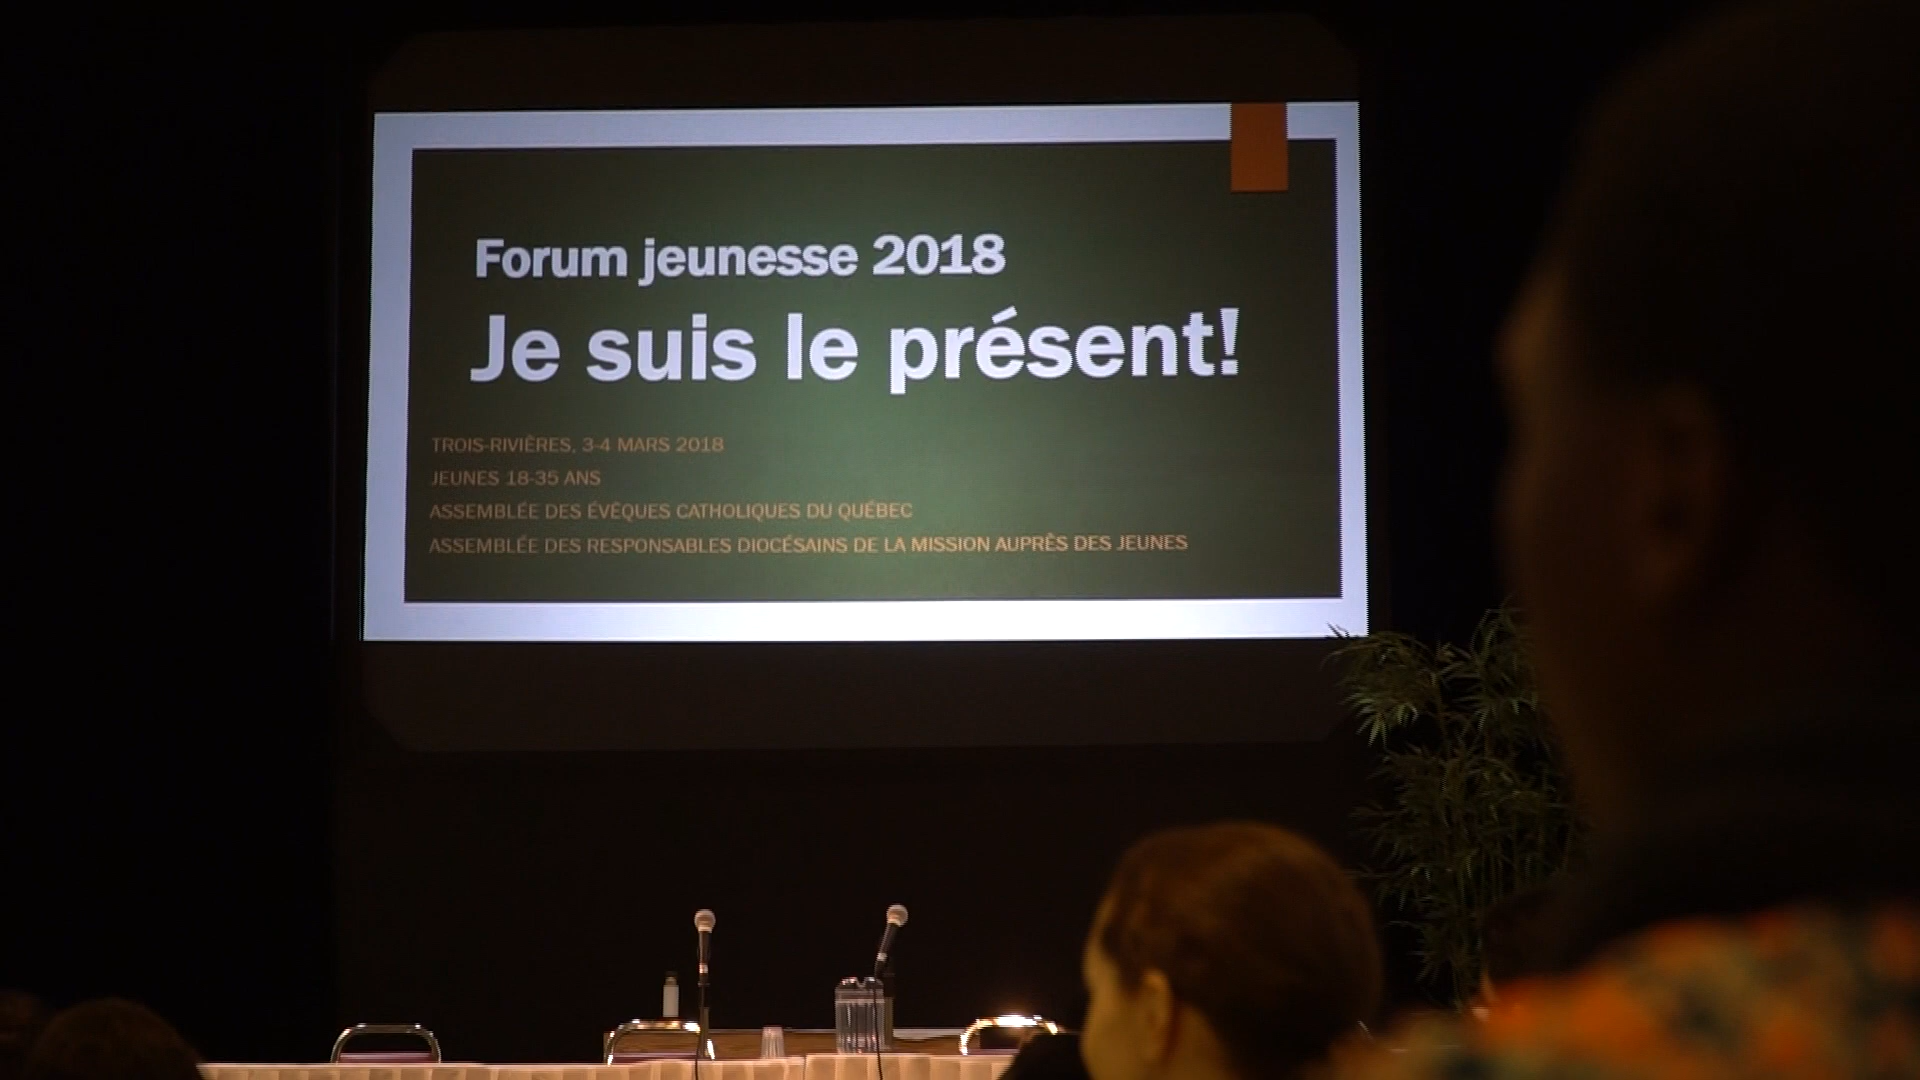 Forum jeunesse 2018
Je suis le présent!
TROIS-RIVIÈRES, 3-4 MARS 2018
JEUNES 18-35 ANS
ASSEMBLÉE DES ÉVÊQUES CATHOLIQUES DU QUÉBEC
ASSEMBLÉE DES RESPONSABLES DIOCÉSAINS DE LA MISSION AUPRÈS DES JEUNES